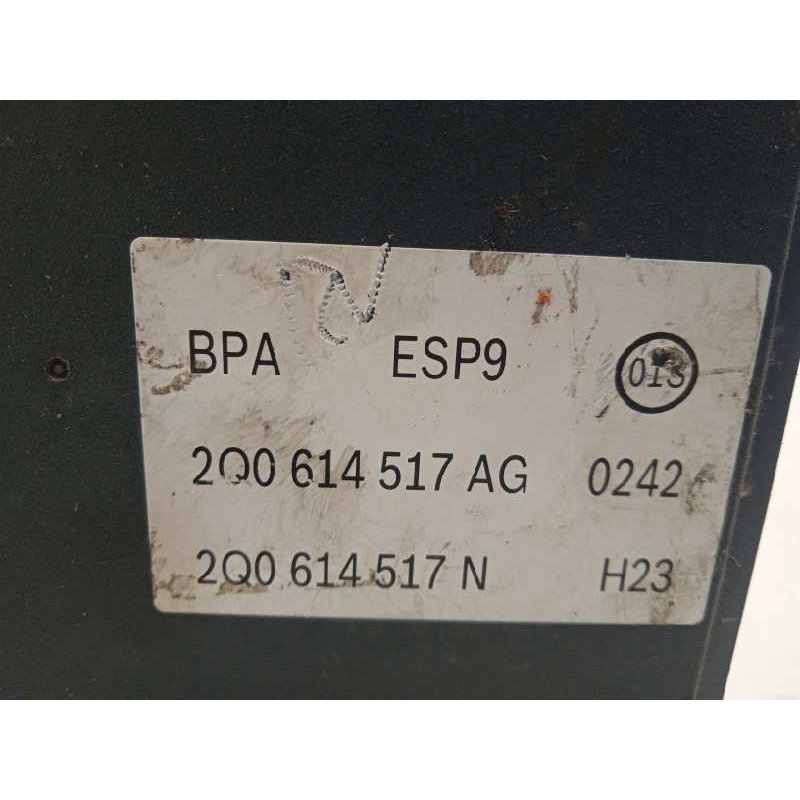 BPA ESP9
2Q0 614 517 AG 0242
2Q0 614 517 N H23